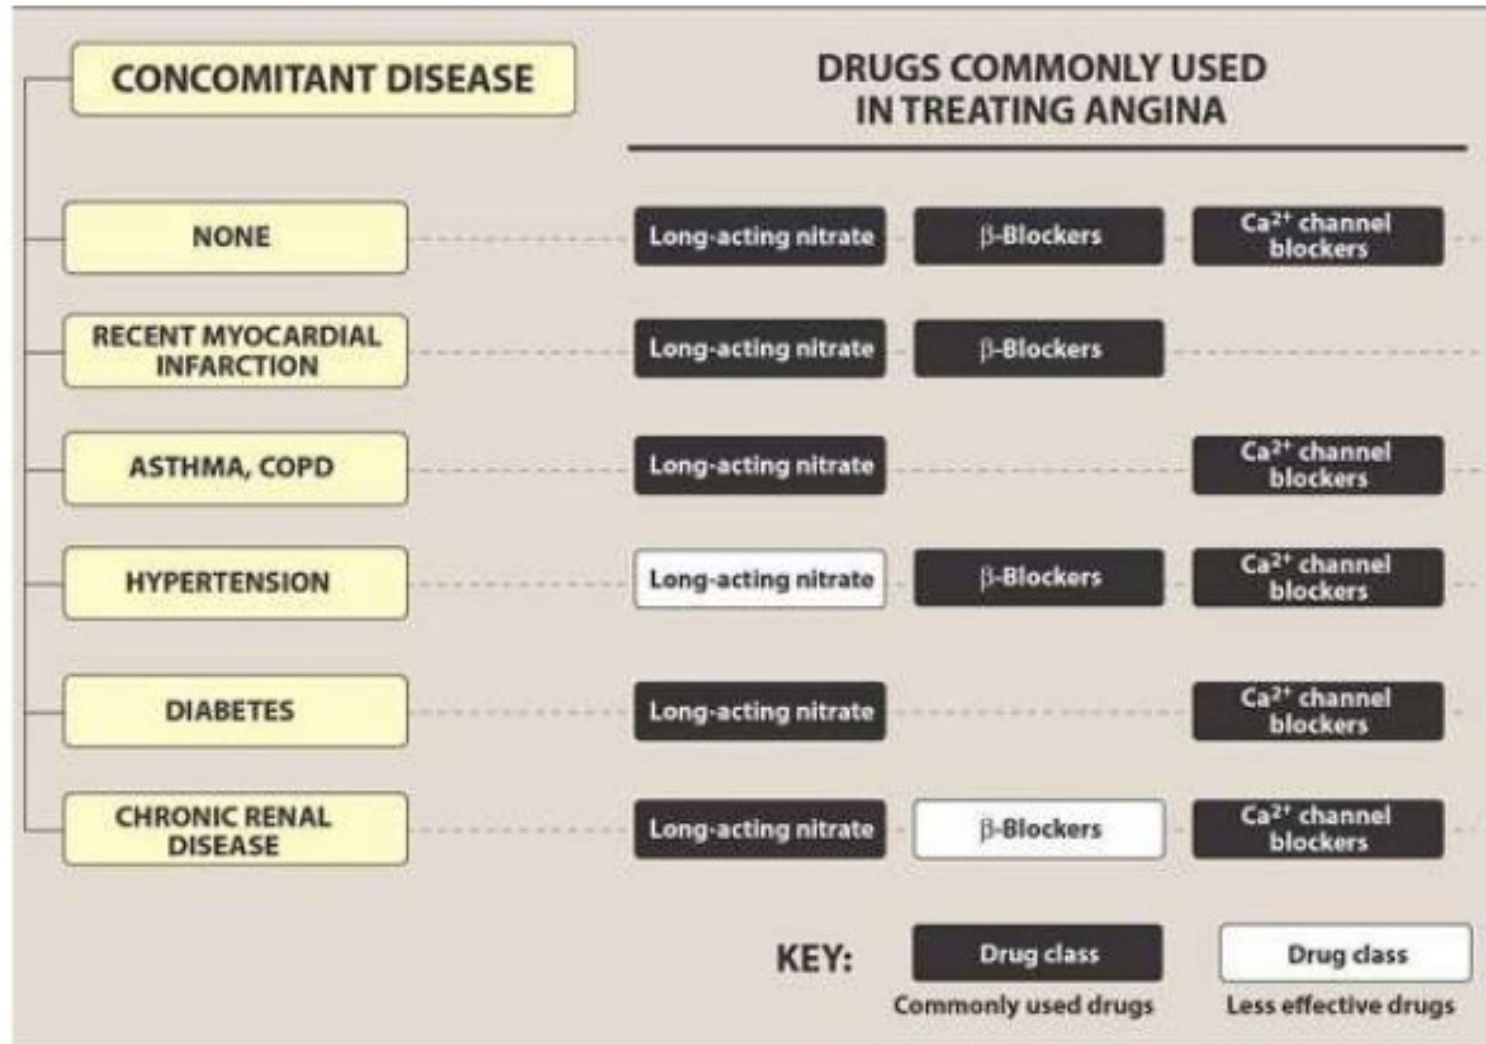 CONCOMITANT DISEASE
DRUGS COMMONLY USED
IN TREATING ANGINA
NONE
Long-acting nitrate
β-Blockers
Ca²⁺ channel
blockers
RECENT MYOCARDIAL
INFARCTION
Long-acting nitrate
β-Blockers
ASTHMA, COPD
Long-acting nitrate
Ca²⁺ channel
blockers
HYPERTENSION
Long-acting nitrate
β-Blockers
Ca²⁺ channel
blockers
DIABETES
Long-acting nitrate
Ca²⁺ channel
blockers
CHRONIC RENAL
DISEASE
Long-acting nitrate
β-Blockers
Ca²⁺ channel
blockers
KEY:
Drug class
Commonly used drugs
Drug class
Less effective drugs